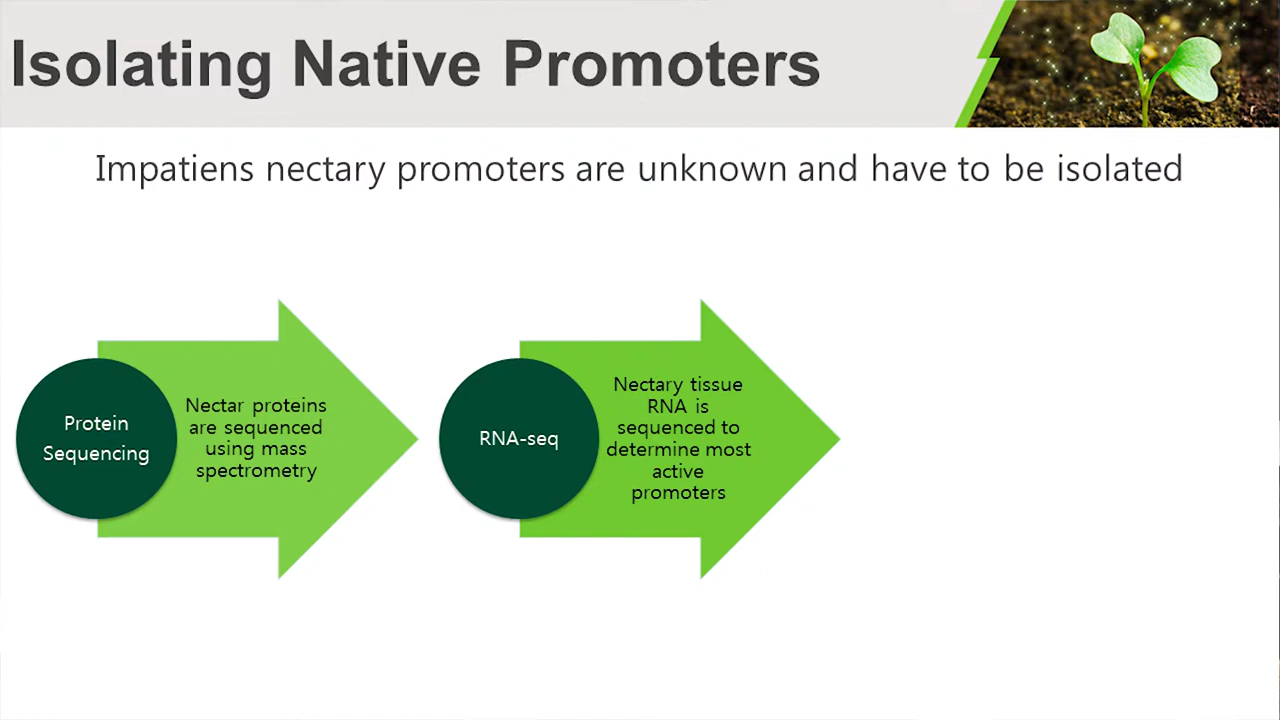 Isolating Native Promoters
Impatiens nectary promoters are unknown and have to be isolated
Protein
Sequencing
Nectar proteins
are sequenced
using mass
spectrometry
RNA-seq
Nectary tissue
RNA is
sequenced to
determine most
active
promoters